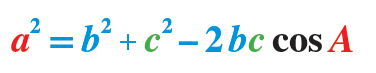 a² = b² + c² − 2bc cos A